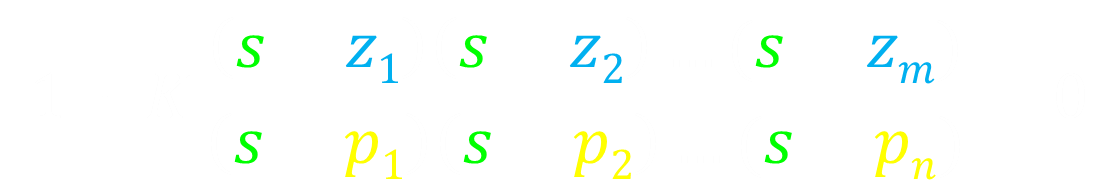 s z₁ s z₂ s zₘ
s p₁ s p₂ s pₙ